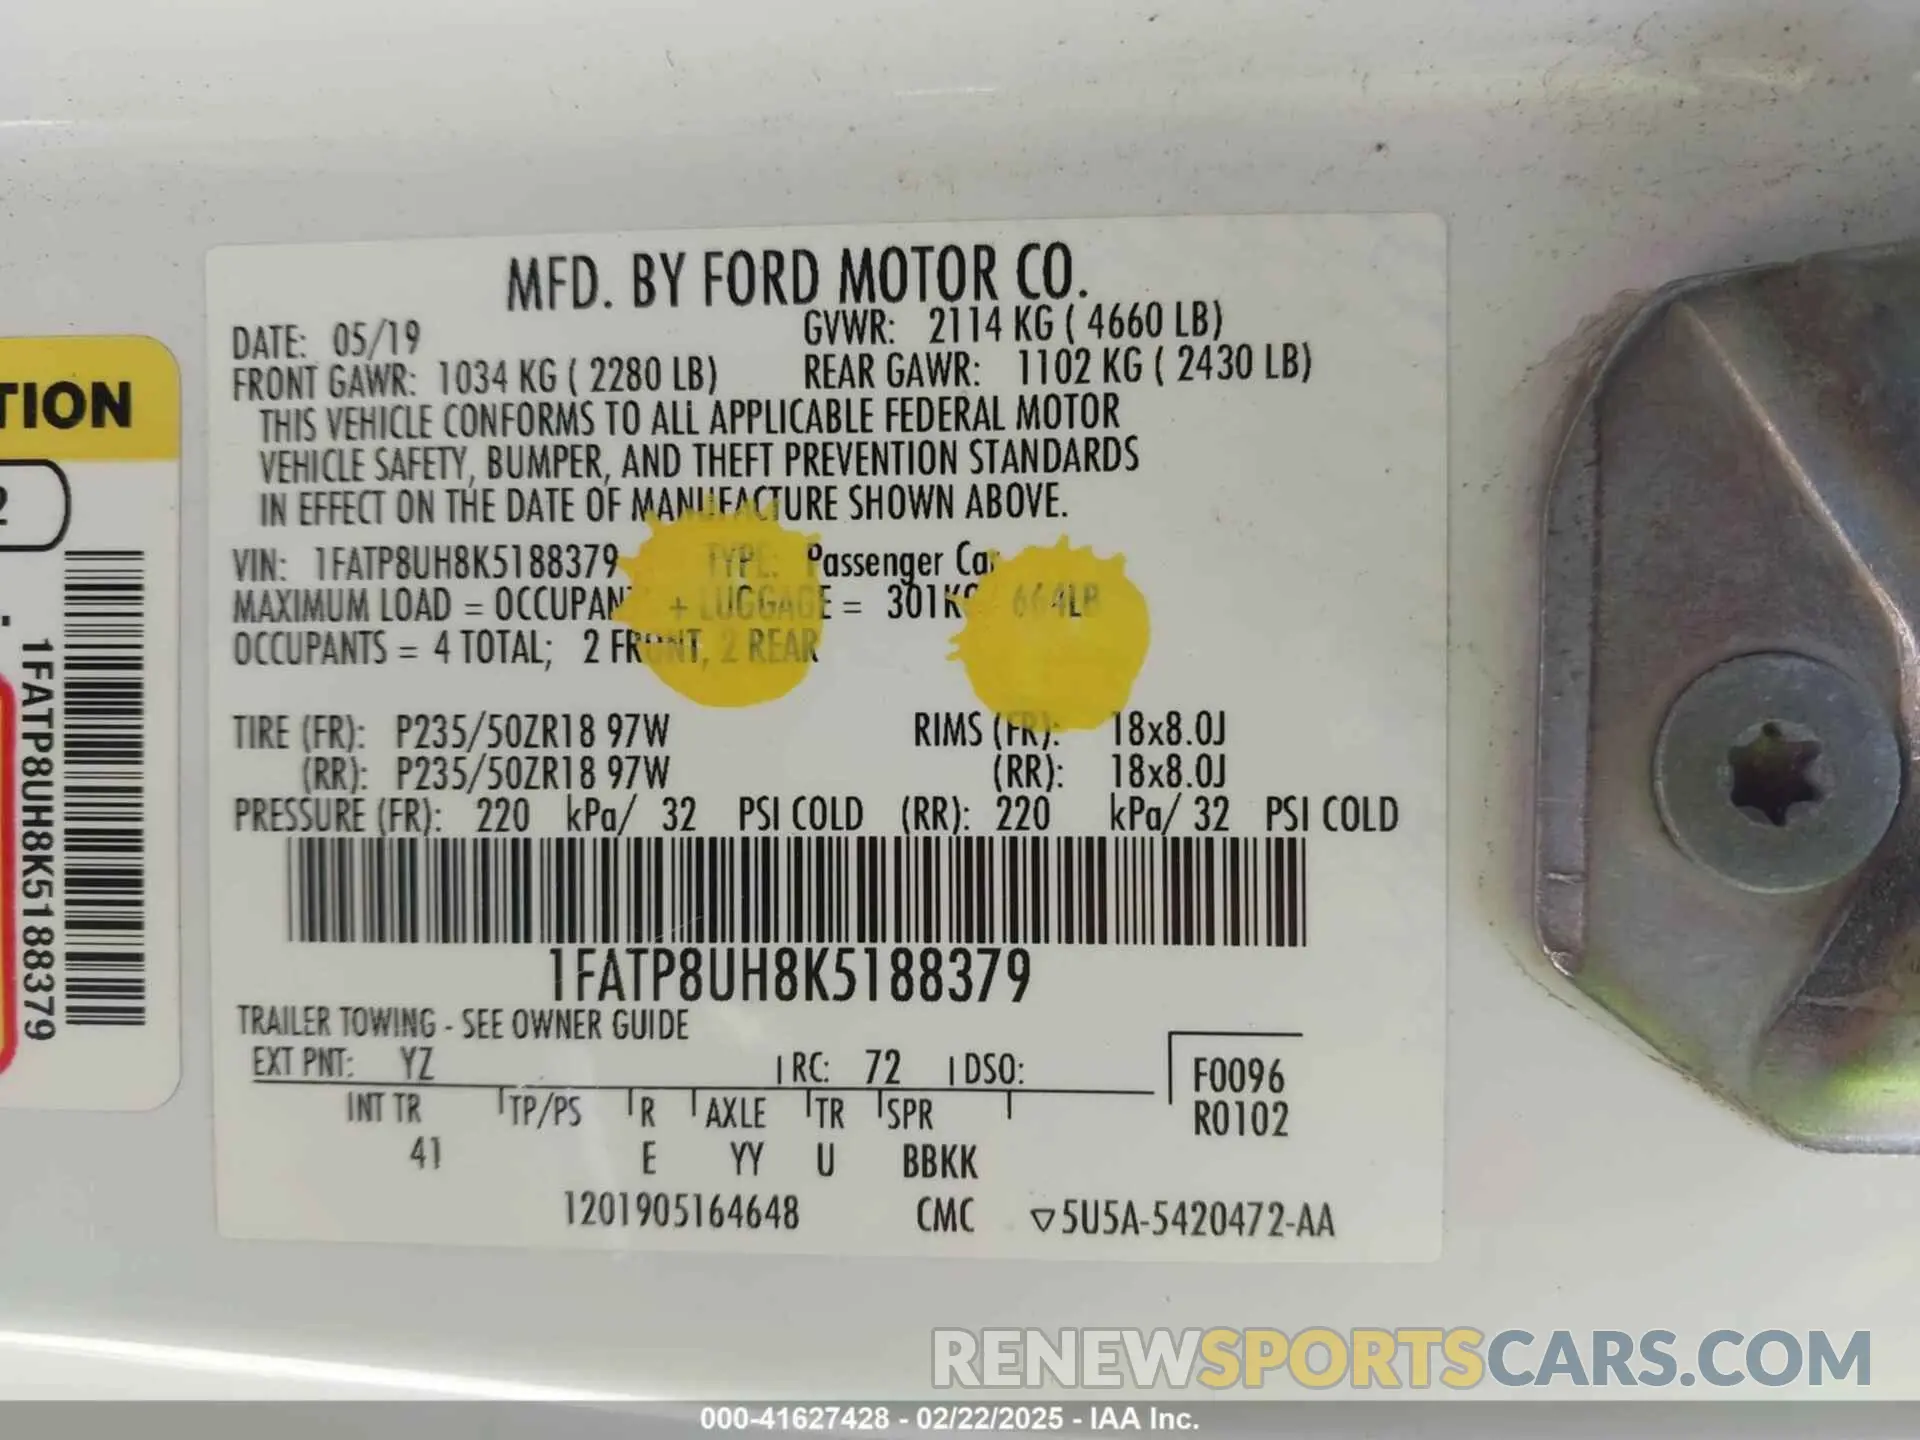 MFD. BY FORD MOTOR CO.
DATE: 05/19 GVWR: 2114 KG ( 4660 LB)
FRONT GAWR: 1034 KG ( 2280 LB) REAR GAWR: 1102 KG ( 2430 LB)
THIS VEHICLE CONFORMS TO ALL APPLICABLE FEDERAL MOTOR
VEHICLE SAFETY, BUMPER, AND THEFT PREVENTION STANDARDS
IN EFFECT ON THE DATE OF MANUFACTURE SHOWN ABOVE.
VIN: 1FATP8UH8K5188379 TYPE: Passenger Car
MAXIMUM LOAD = OCCUPANT + LUGGAGE = 301KG 664LB
OCCUPANTS = 4 TOTAL; 2 FRONT, 2 REAR
TIRE (FR): P235/50ZR18 97W RIMS (FR): 18x8.0J
(RR): P235/50ZR18 97W (RR): 18x8.0J
PRESSURE (FR): 220 kPa/ 32 PSI COLD (RR): 220 kPa/ 32 PSI COLD
1FATP8UH8K5188379
TRAILER TOWING - SEE OWNER GUIDE
EXT PNT: YZ RC: 72 DSO:
F0096
R0102
INT TR TP/PS R AXLE TR SPR
41 E YY U BBKK
1201905164648 CMC ▽5U5A-5420472-AA
TION
2
1FATP8UH8K5188379
RENEWSPORTSCARS.COM
000-41627428 - 02/22/2025 - IAA Inc.